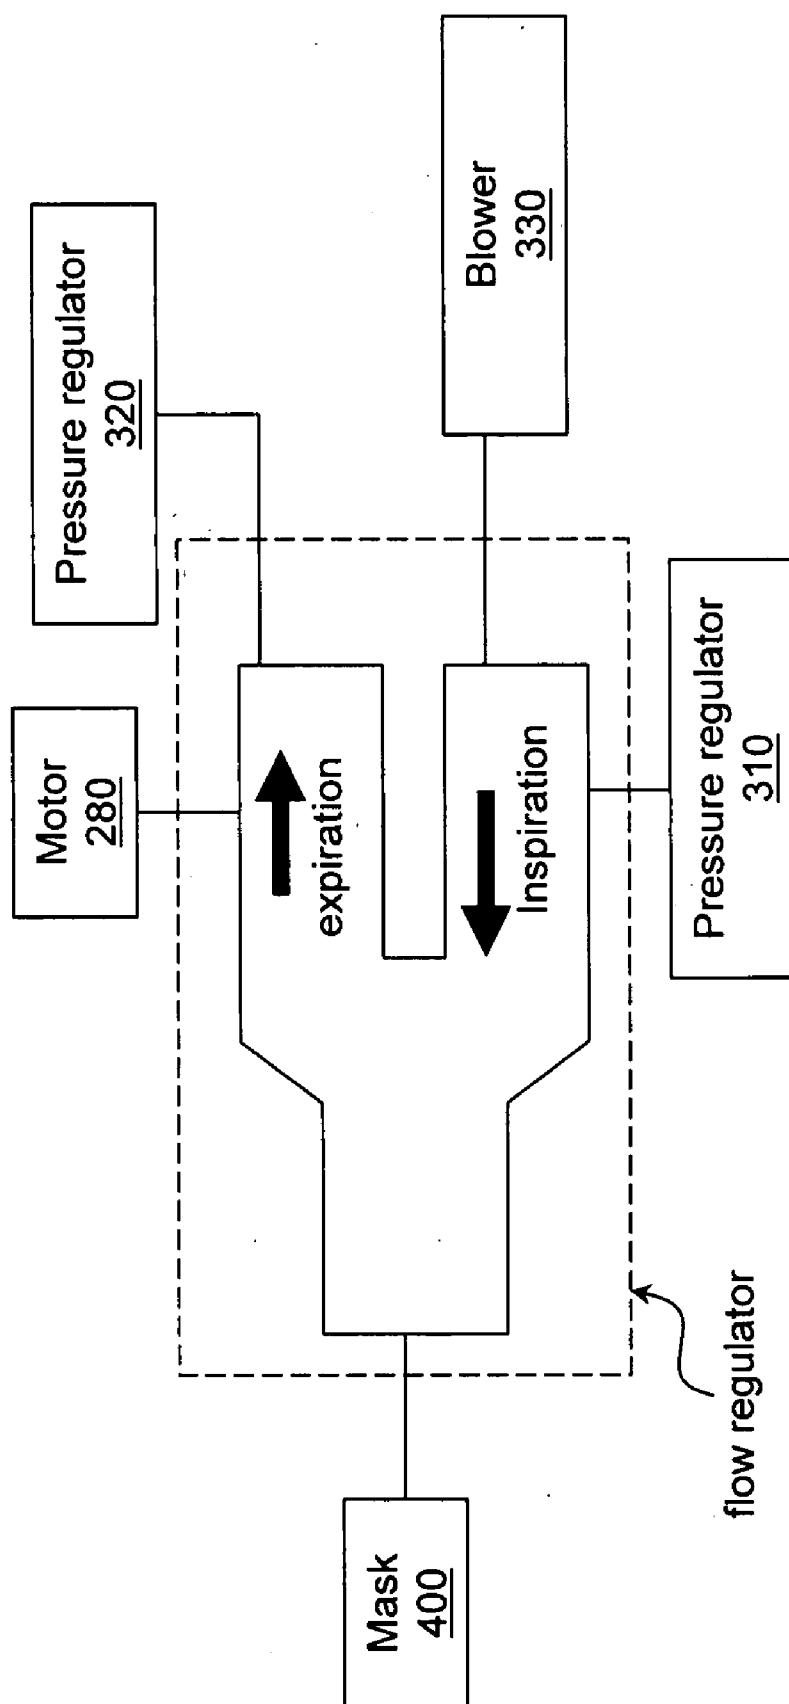 Motor
280
Pressure regulator
320
expiration
Blower
330
Inspiration
Mask
400
Pressure regulator
310
flow regulator